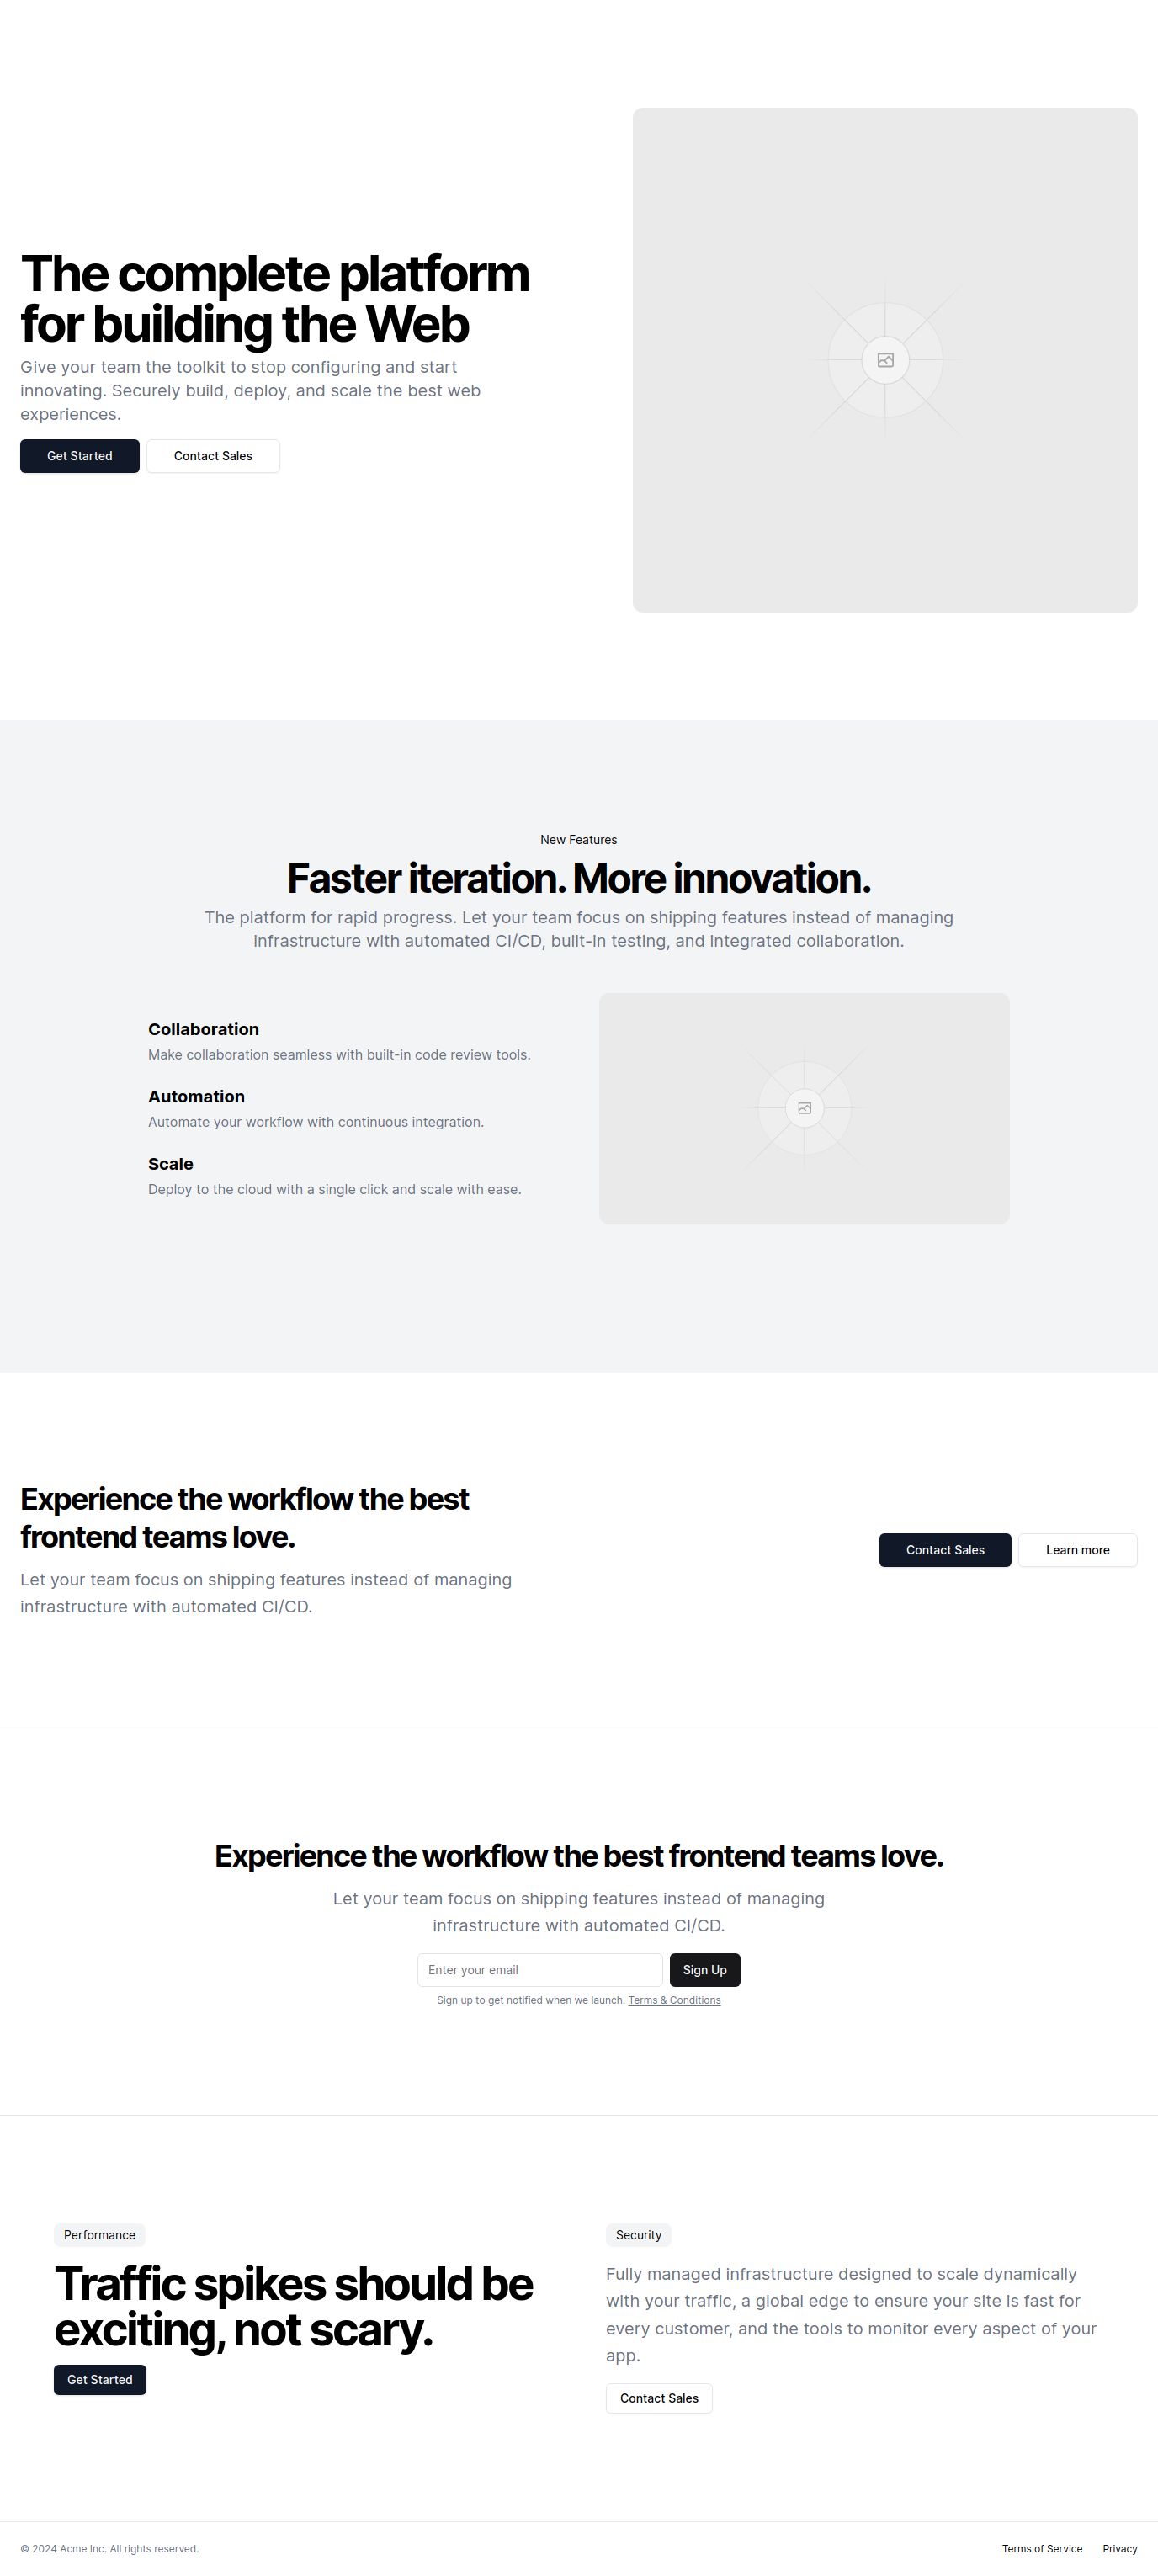 The complete platform
for building the Web
Give your team the toolkit to stop configuring and start
innovating. Securely build, deploy, and scale the best web
experiences.
Get Started
Contact Sales
New Features
Faster iteration. More innovation.
The platform for rapid progress. Let your team focus on shipping features instead of managing
infrastructure with automated CI/CD, built-in testing, and integrated collaboration.
Collaboration
Make collaboration seamless with built-in code review tools.
Automation
Automate your workflow with continuous integration.
Scale
Deploy to the cloud with a single click and scale with ease.
Experience the workflow the best
frontend teams love.
Let your team focus on shipping features instead of managing
infrastructure with automated CI/CD.
Contact Sales
Learn more
Experience the workflow the best frontend teams love.
Let your team focus on shipping features instead of managing
infrastructure with automated CI/CD.
Enter your email
Sign Up
Sign up to get notified when we launch. Terms & Conditions
Performance
Traffic spikes should be
exciting, not scary.
Get Started
Security
Fully managed infrastructure designed to scale dynamically
with your traffic, a global edge to ensure your site is fast for
every customer, and the tools to monitor every aspect of your
app.
Contact Sales
© 2024 Acme Inc. All rights reserved.
Terms of Service
Privacy